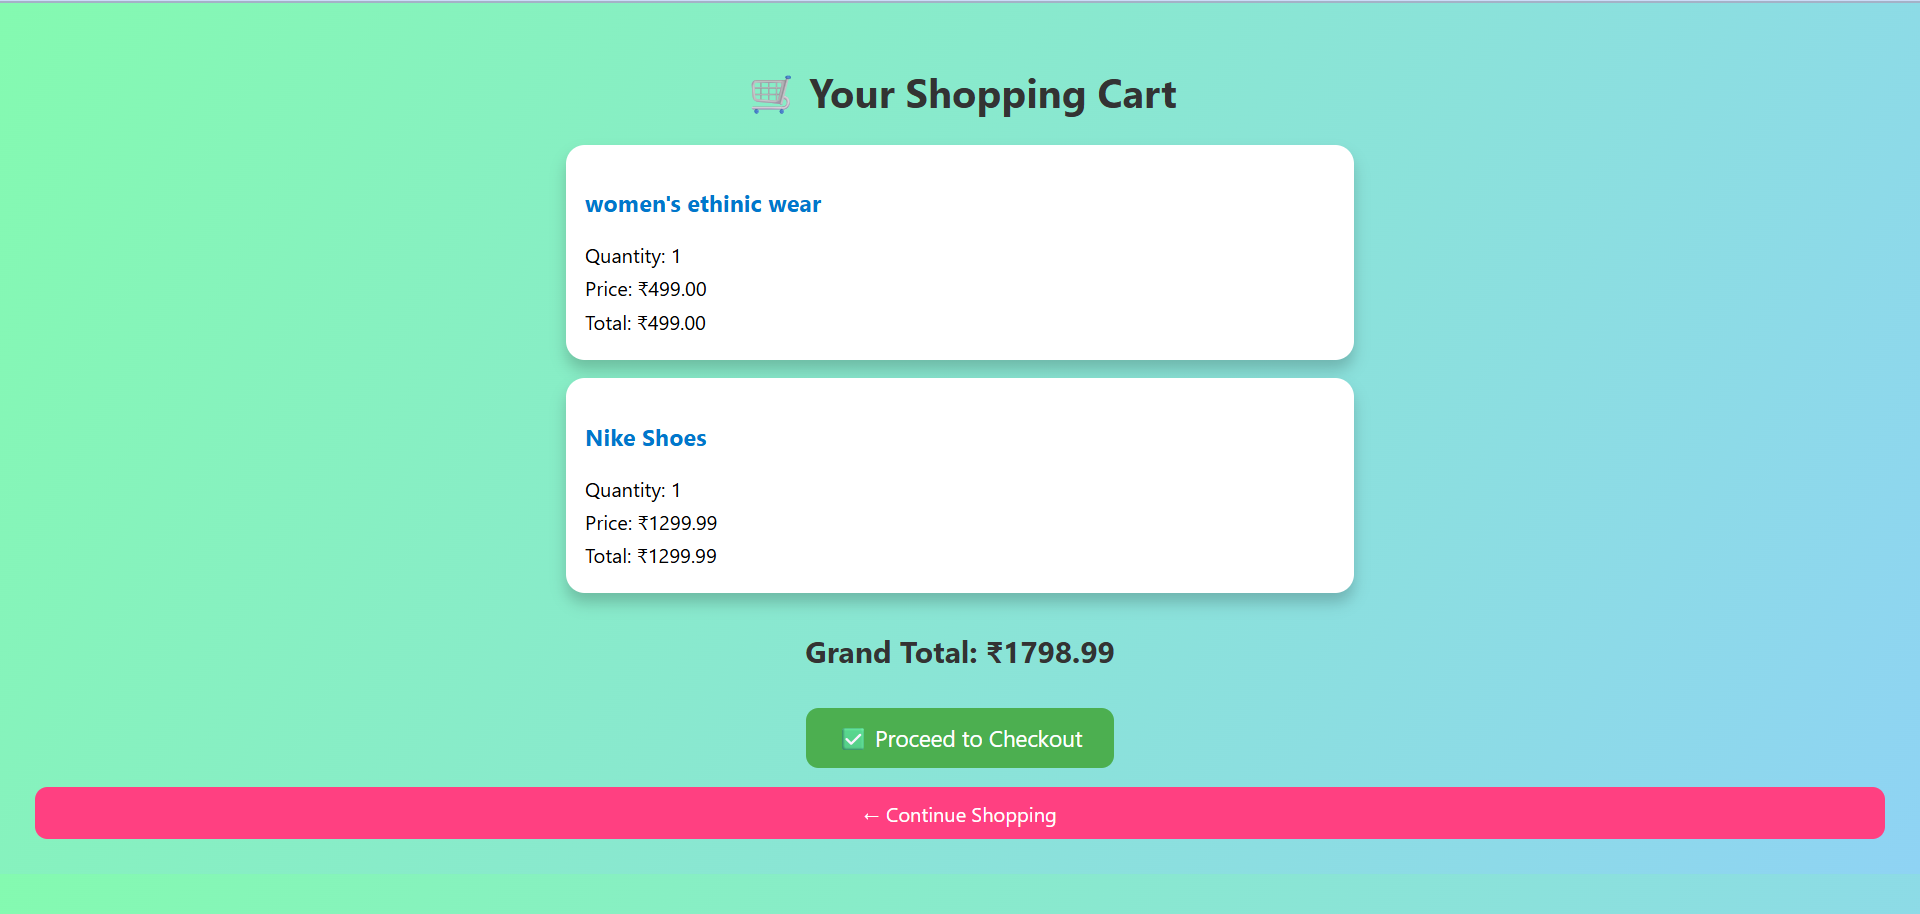 🛒 Your Shopping Cart
women's ethinic wear
Quantity: 1
Price: ₹499.00
Total: ₹499.00
Nike Shoes
Quantity: 1
Price: ₹1299.99
Total: ₹1299.99
Grand Total: ₹1798.99
✅ Proceed to Checkout
← Continue Shopping